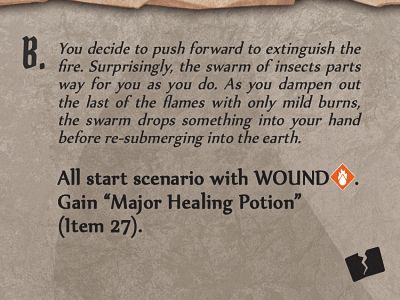 B. You decide to push forward to extinguish the
fire. Surprisingly, the swarm of insects parts
way for you as you do. As you dampen out
the last of the flames with only mild burns,
the swarm drops something into your hand
before re-submerging into the earth.
All start scenario with WOUND.
Gain “Major Healing Potion”
(Item 27).